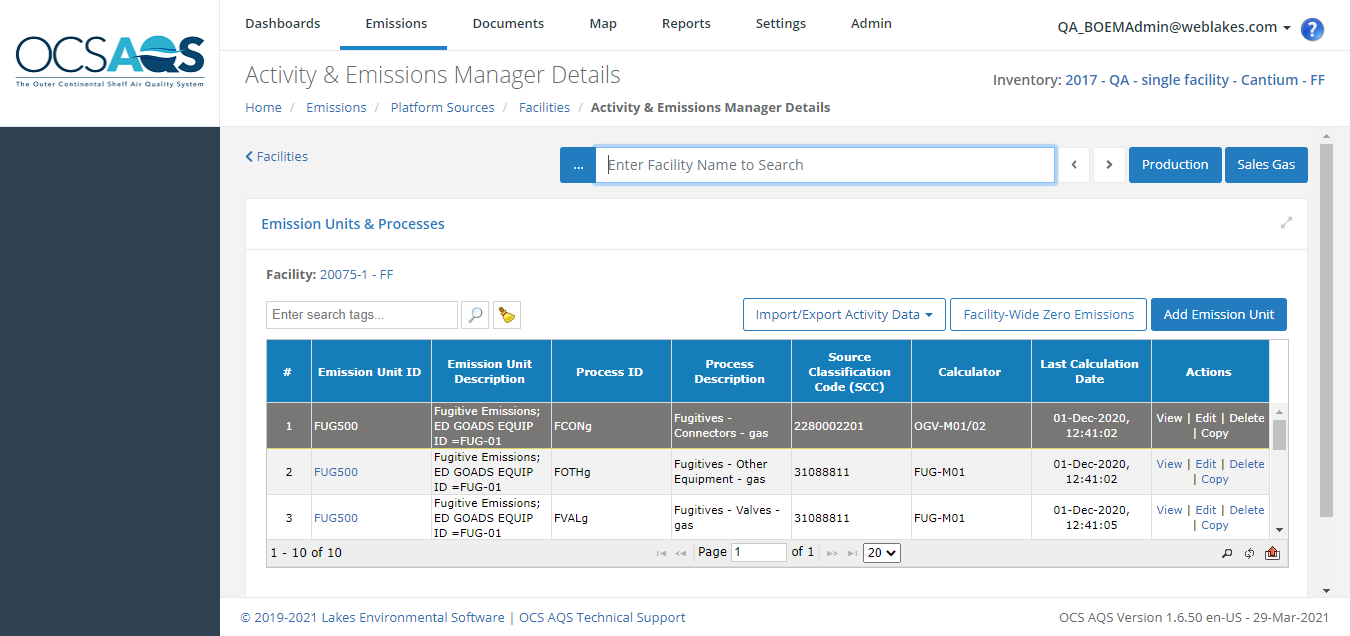 Dashboards Emissions Documents Map Reports Settings Admin QA_BOEMAdmin@weblakes.com ?
OCSAQS
The Outer Continental Shelf Air Quality System
Activity & Emissions Manager Details
Inventory: 2017 - QA - single facility - Cantium - FF
Home / Emissions / Platform Sources / Facilities / Activity & Emissions Manager Details
Facilities
... Enter Facility Name to Search Production Sales Gas
Emission Units & Processes
Facility: 20075-1 - FF
Enter search tags... Import/Export Activity Data Facility-Wide Zero Emissions Add Emission Unit
# Emission Unit ID Emission Unit Description Process ID Process Description Source Classification Code (SCC) Calculator Last Calculation Date Actions
1 FUG500 Fugitive Emissions; ED GOADS EQUIP ID =FUG-01 FCONg Fugitives - Connectors - gas 2280002201 OGV-M01/02 01-Dec-2020, 12:41:02 View | Edit | Delete | Copy
2 FUG500 Fugitive Emissions; ED GOADS EQUIP ID =FUG-01 FOTHg Fugitives - Other Equipment - gas 31088811 FUG-M01 01-Dec-2020, 12:41:02 View | Edit | Delete | Copy
3 FUG500 Fugitive Emissions; ED GOADS EQUIP ID =FUG-01 FVALg Fugitives - Valves - gas 31088811 FUG-M01 01-Dec-2020, 12:41:05 View | Edit | Delete | Copy
1 - 10 of 10 Page 1 of 1 20
© 2019-2021 Lakes Environmental Software | OCS AQS Technical Support OCS AQS Version 1.6.50 en-US - 29-Mar-2021